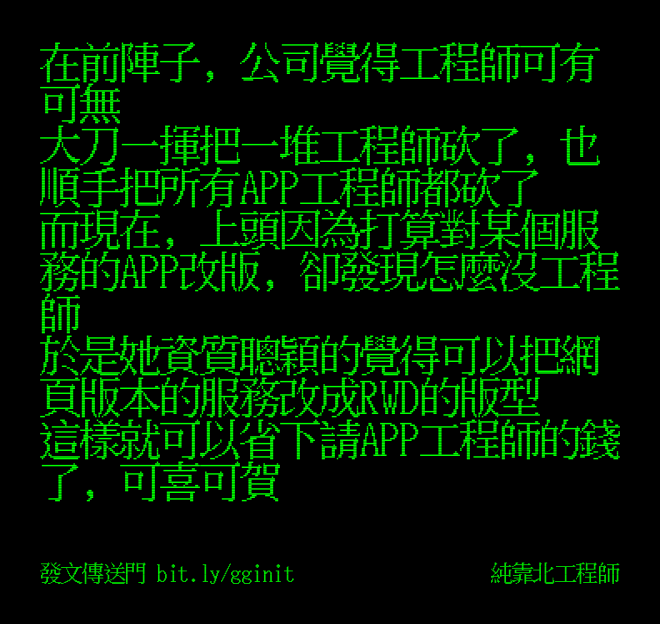 在前陣子，公司覺得工程師可有
可無
大刀一揮把一堆工程師砍了，也
順手把所有APP工程師都砍了
而現在，上頭因為打算對某個服
務的APP改版，卻發現怎麼沒工程
師
於是她資質聰穎的覺得可以把網
頁版本的服務改成RWD的版型
這樣就可以省下請APP工程師的錢
了，可喜可賀
發文傳送門 bit.ly/gginit
純靠北工程師